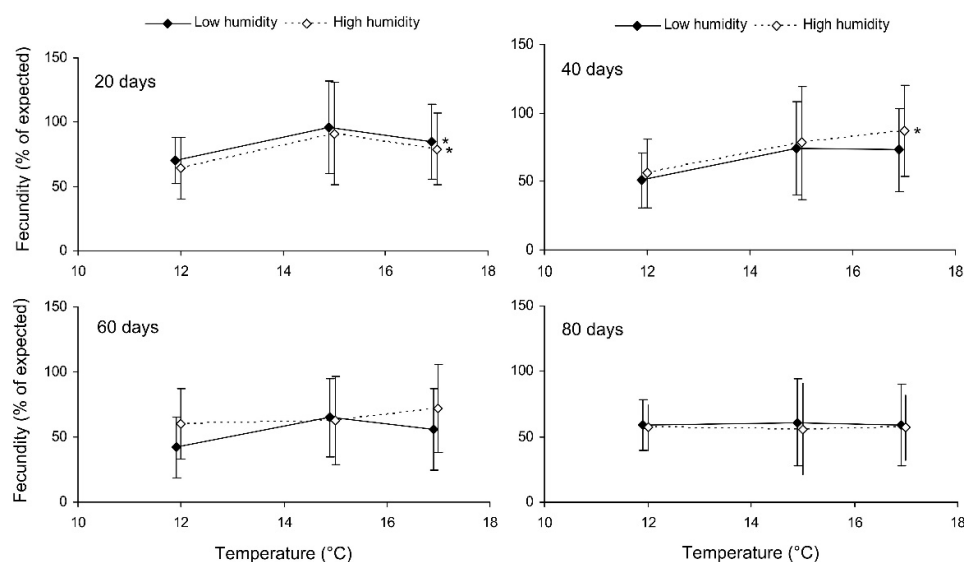 Low humidity High humidity Low humidity High humidity
Fecundity (% of expected)
150
100
50
0
20 days
*
*
10 12 14 16 18
150
100
50
0
40 days
*
10 12 14 16 18
Fecundity (% of expected)
150
100
50
0
60 days
10 12 14 16 18
Temperature (°C)
150
100
50
0
80 days
10 12 14 16 18
Temperature (°C)